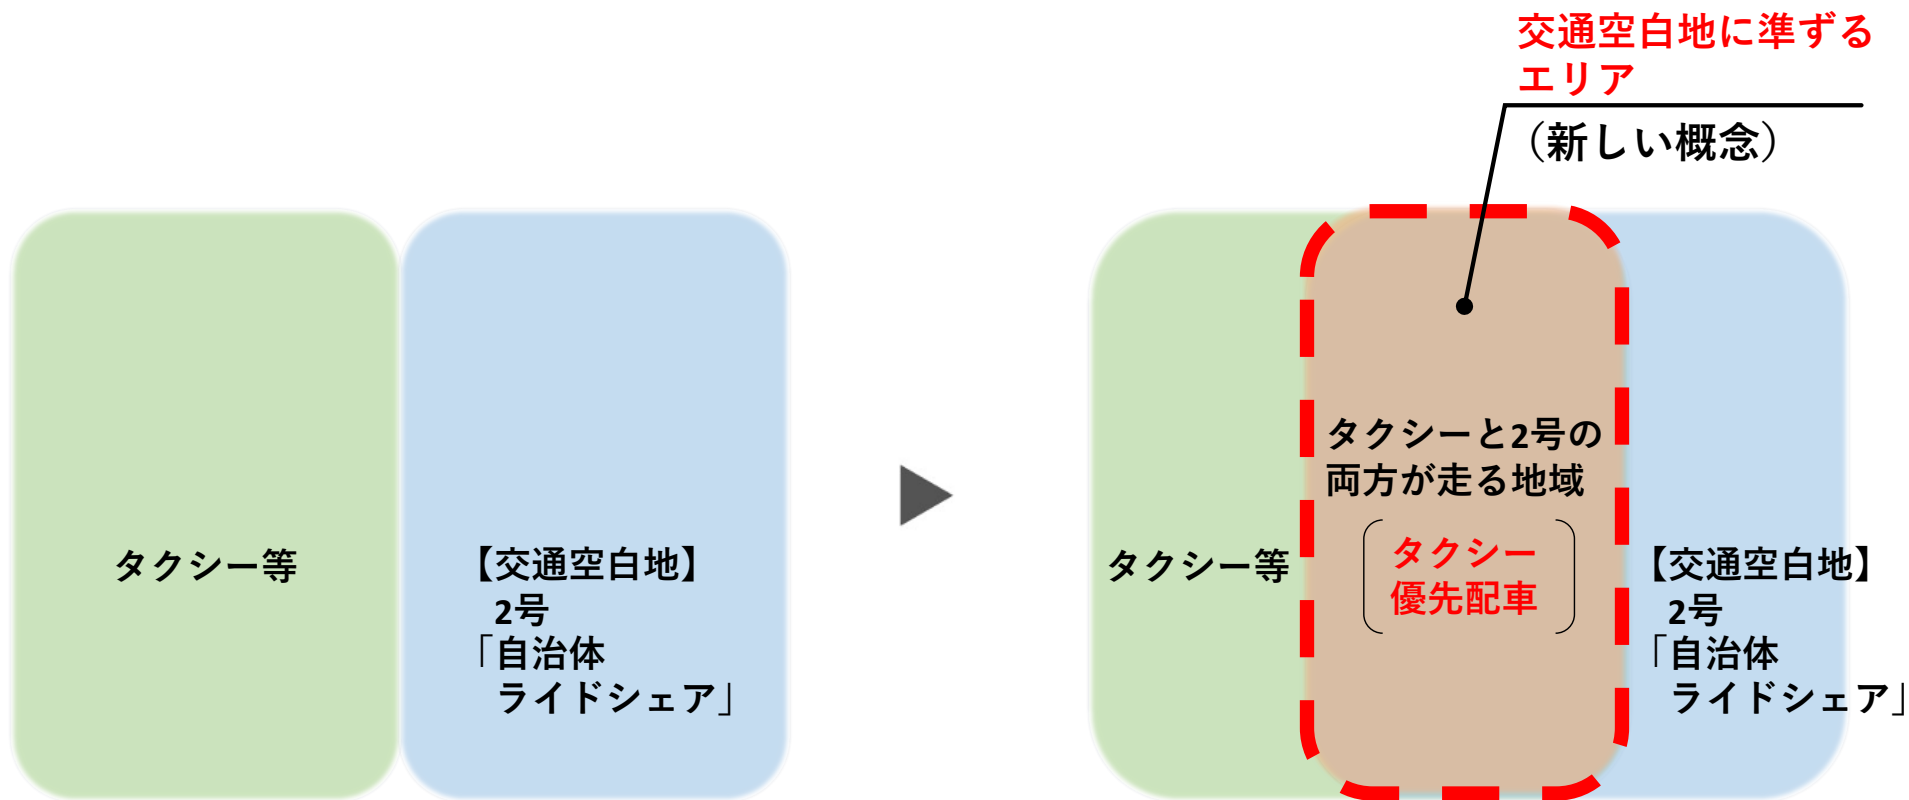 交通空白地に準ずる
エリア
（新しい概念）
タクシー等
【交通空白地】
2号
「自治体
ライドシェア」
タクシー等
タクシーと2号の
両方が走る地域
タクシー
優先配車
【交通空白地】
2号
「自治体
ライドシェア」